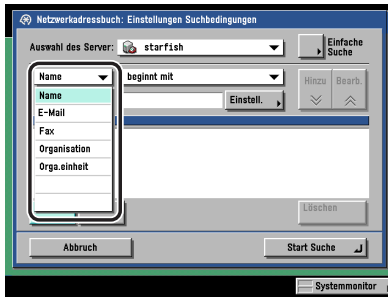 Netzwerkadressbuch: Einstellungen Suchbedingungen
Auswahl des Server: starfish
Einfache
Suche
Name beginnt mit
Hinzu Bearb.
Name
Einstell.
E-Mail
Fax
Organisation
Orga.einheit
Löschen
Abbruch
Start Suche
Systemmonitor